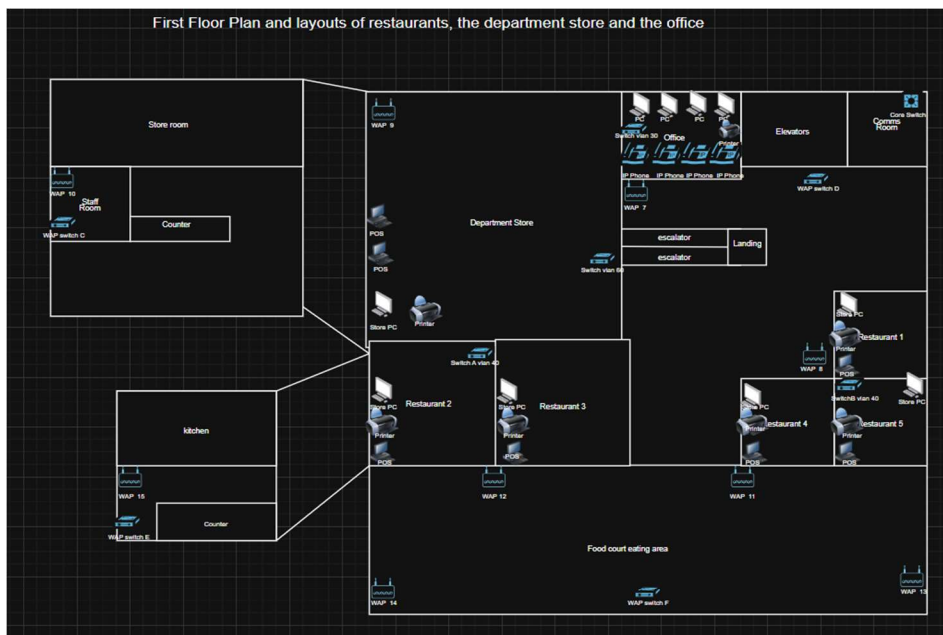 First Floor Plan and layouts of restaurants, the department store and the office
Store room
WAP 10
Staff
Room
WAP switch C
Counter
WAP 9
Department Store
POS
POS
Store PC
Printer
Switch vlan 60
PC
PC
PC
PC
Switch vlan 30
Office
Printer
IP Phone
IP Phone
IP Phone
IP Phone
WAP 7
Elevators
Core Switch
Comms
Room
WAP switch D
escalator
escalator
Landing
Store PC
Printer
Restaurant 1
WAP 8
POS
SwitchB vlan 40
Store PC
Switch A vlan 40
Store PC
Restaurant 2
Printer
POS
Store PC
Restaurant 3
Printer
POS
Store PC
Restaurant 4
Printer
POS
Restaurant 5
Printer
POS
kitchen
WAP 15
WAP switch E
Counter
WAP 12
WAP 11
Food court eating area
WAP 14
WAP switch F
WAP 13